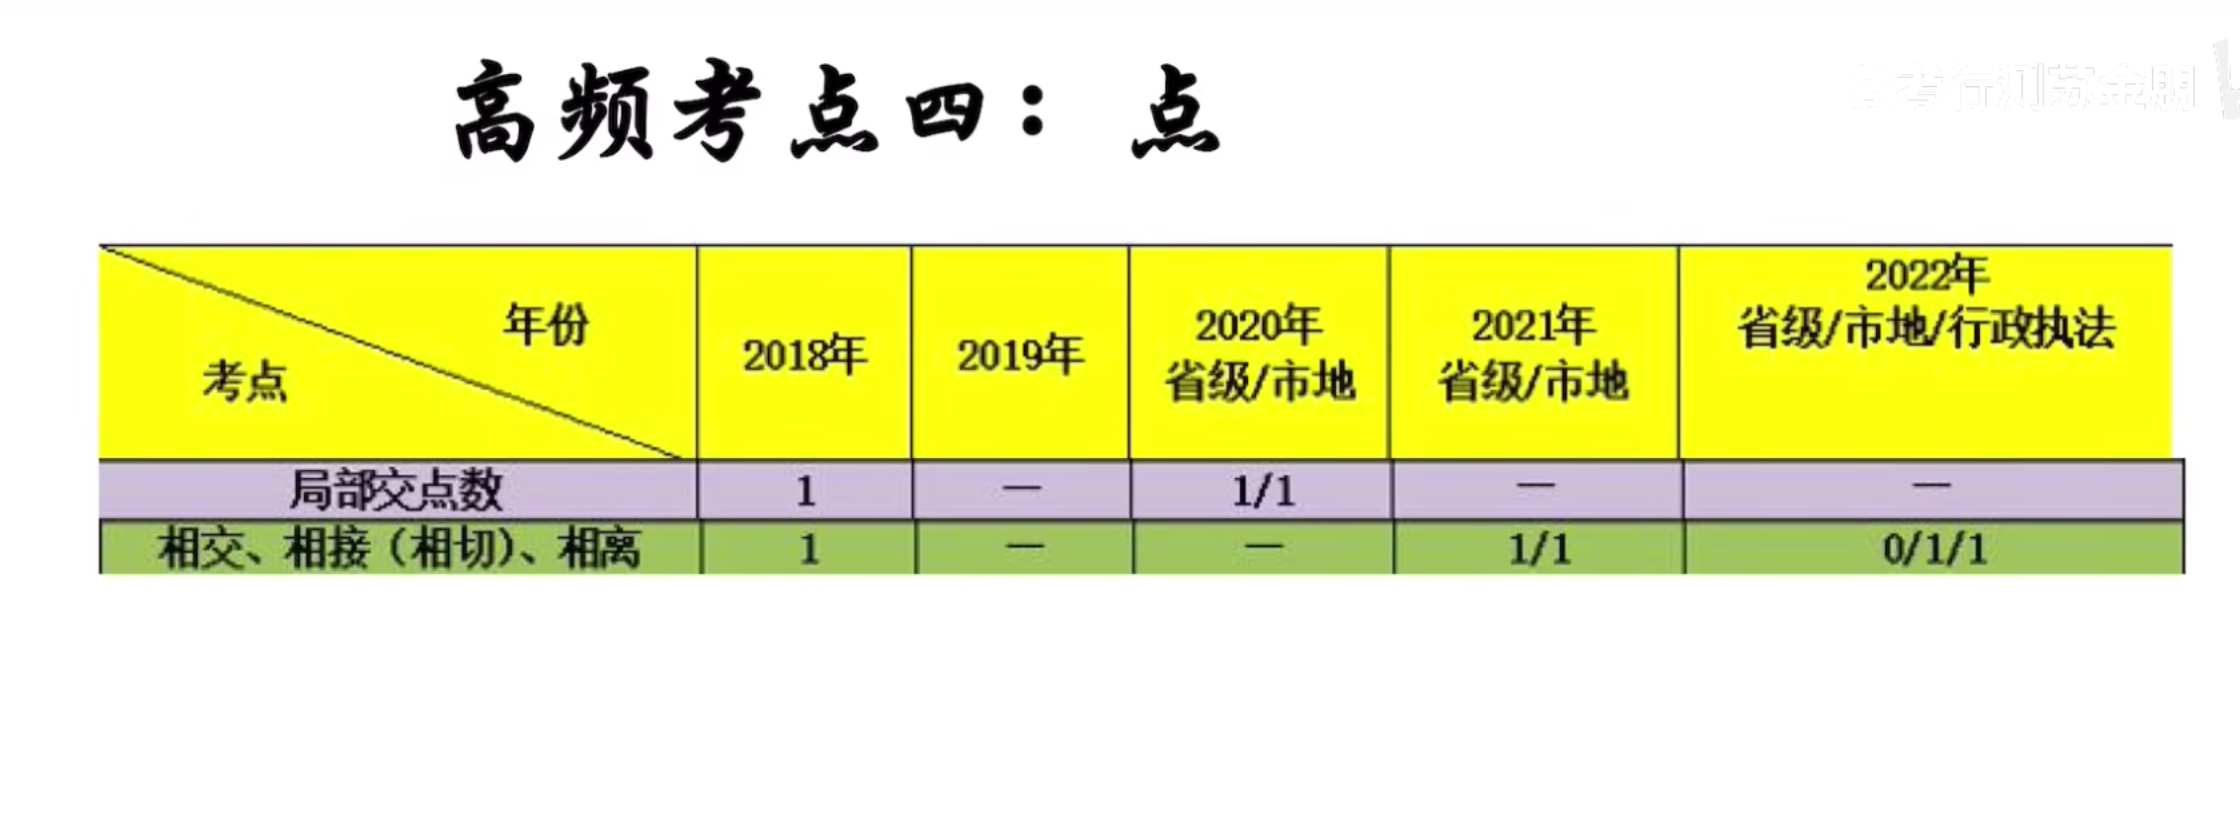 高频考点四：点
考行测苏金朋
年份
考点
2018年
2019年
2020年
省级/市地
2021年
省级/市地
2022年
省级/市地/行政执法
局部交点数 1 — 1/1 — —
相交、相接（相切）、相离 1 — — 1/1 0/1/1